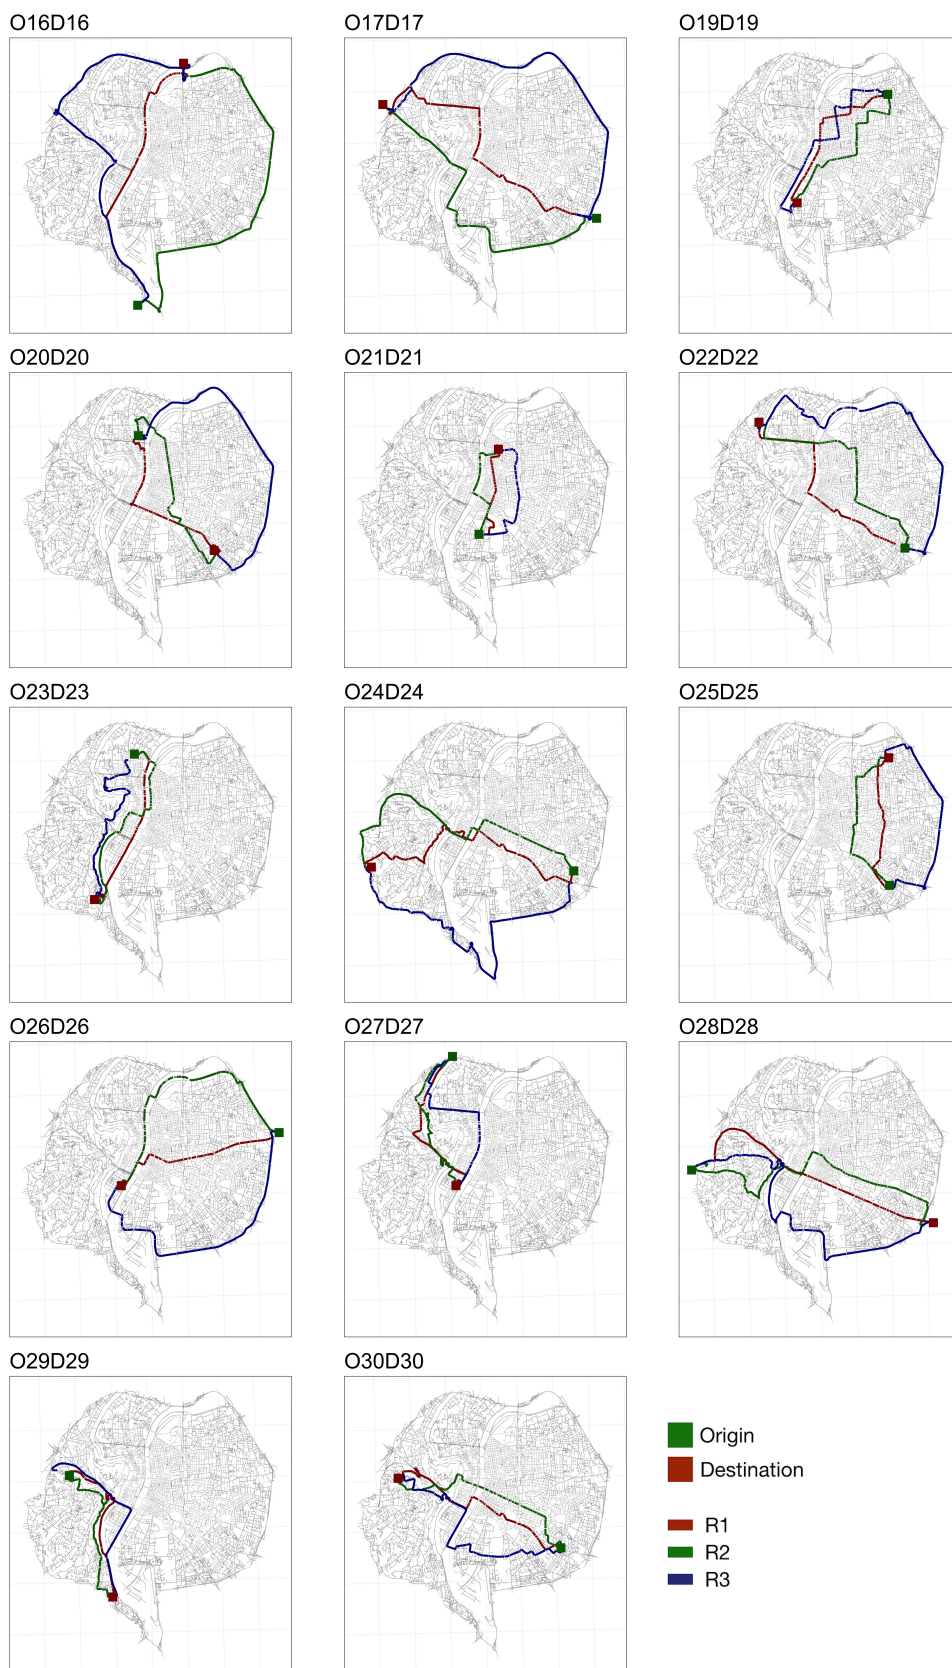 O16D16
O17D17
O19D19
O20D20
O21D21
O22D22
O23D23
O24D24
O25D25
O26D26
O27D27
O28D28
O29D29
O30D30
Origin
Destination
R1
R2
R3